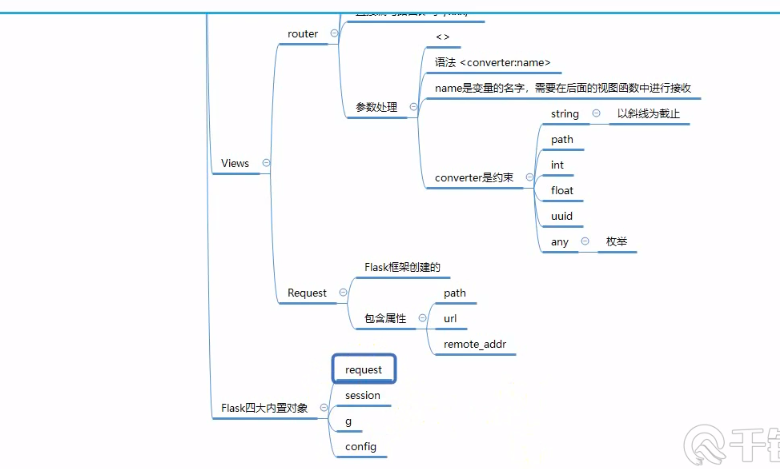 router
<>
语法 <converter:name>
name是变量的名字，需要在后面的视图函数中进行接收
参数处理
string
以斜线为截止
path
int
Views
converter是约束
float
uuid
any
枚举
Flask框架创建的
Request
path
包含属性
url
remote_addr
request
session
Flask四大内置对象
g
config